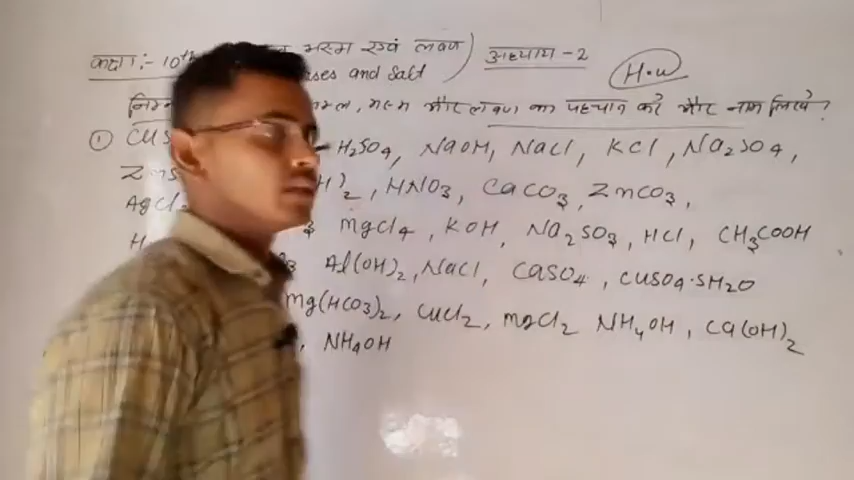 कक्षा :- 10th भस्म एवं लवण) अध्याय - 2 H.w
ses and Salt
मल, भस्म और लवण का पहचान करे और नाम लिखे ?
① CUS H₂SO₄, NaOH, NaCl, KCl, Na₂SO₄,
H)₂, HNO₃, CaCO₃, ZnCO₃,
AgCl mgCl₄, KOH, Na₂SO₃, HCl, CH₃COOH
H Al(OH)₂, NaCl, CaSO₄, CUSO₄·5H₂O
mg(HCO₃)₂, CUCl₂, mgCl₂ NH₄OH, Ca(OH)₂
, NH₄OH